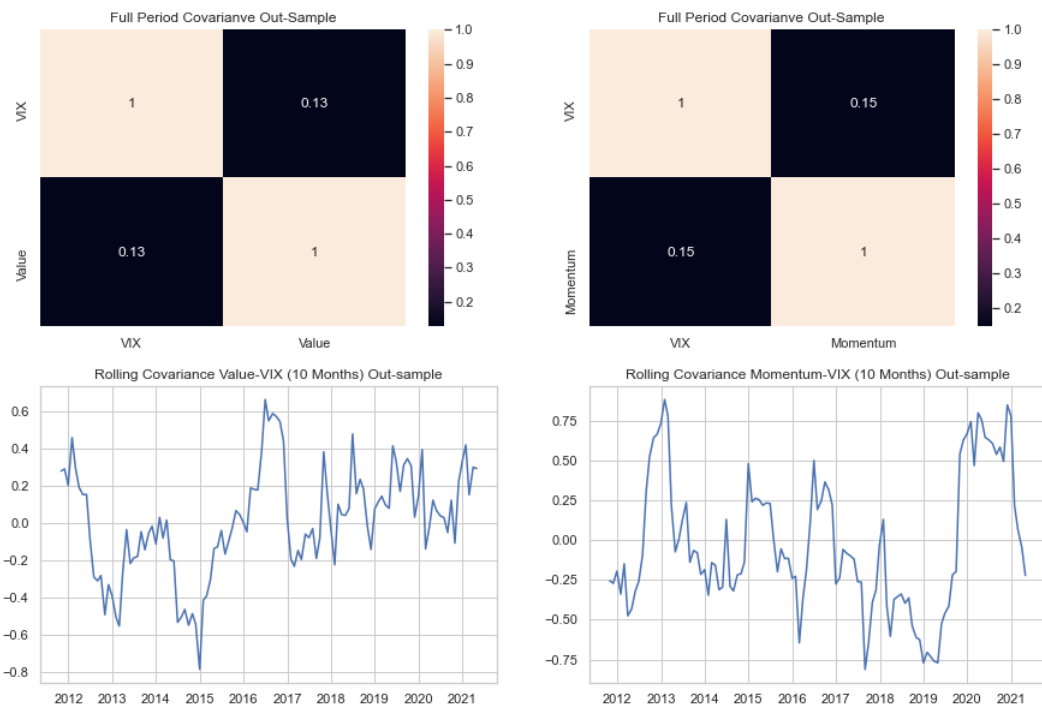 Full Period Covarianve Out-Sample
VIX
Value
1
0.13
0.13
1
VIX
Value
1.0
0.9
0.8
0.7
0.6
0.5
0.4
0.3
0.2
Full Period Covarianve Out-Sample
VIX
Momentum
1
0.15
0.15
1
VIX
Momentum
1.0
0.9
0.8
0.7
0.6
0.5
0.4
0.3
0.2
Rolling Covariance Value-VIX (10 Months) Out-sample
0.6
0.4
0.2
0.0
−0.2
−0.4
−0.6
−0.8
2012 2013 2014 2015 2016 2017 2018 2019 2020 2021
Rolling Covariance Momentum-VIX (10 Months) Out-sample
0.75
0.50
0.25
0.00
−0.25
−0.50
−0.75
2012 2013 2014 2015 2016 2017 2018 2019 2020 2021